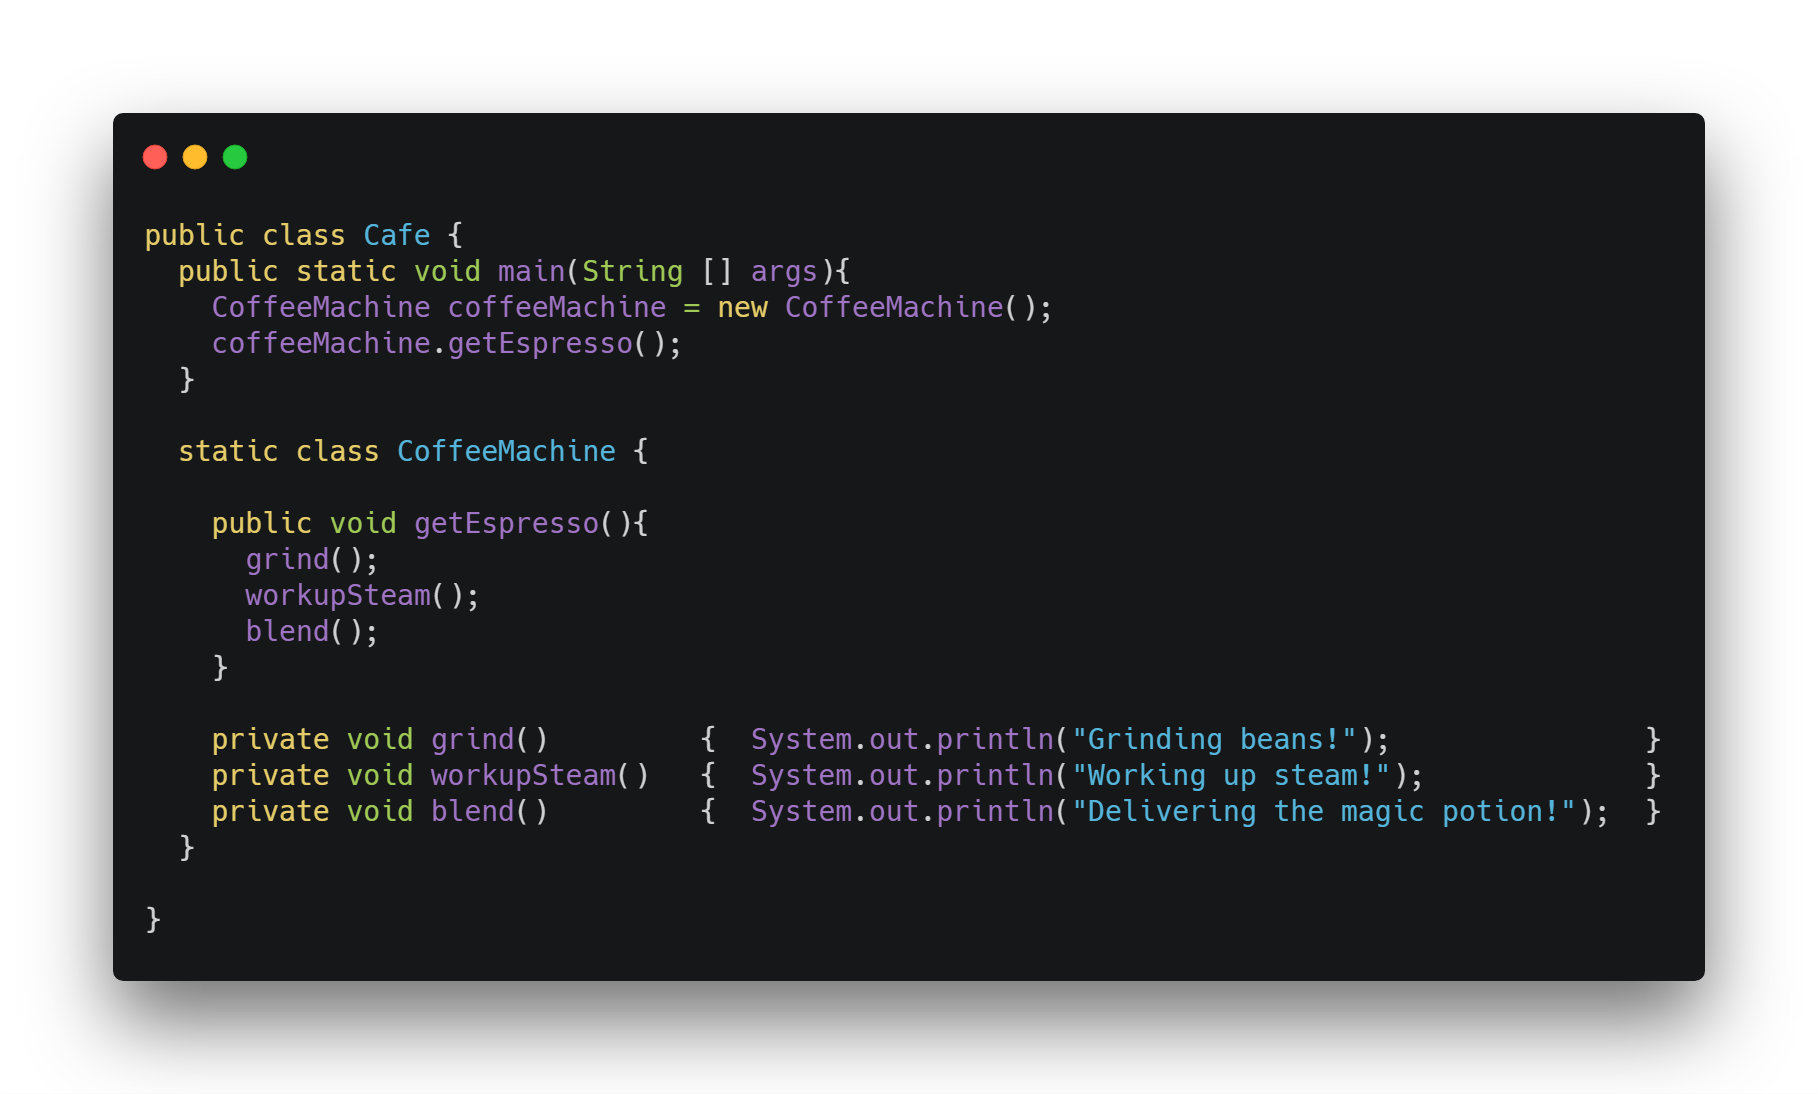 public class Cafe {
  public static void main(String [] args){
    CoffeeMachine coffeeMachine = new CoffeeMachine();
    coffeeMachine.getEspresso();
  }
  static class CoffeeMachine {
    public void getEspresso(){
      grind();
      workupSteam();
      blend();
    }
    private void grind()         {  System.out.println("Grinding beans!");               }
    private void workupSteam()   {  System.out.println("Working up steam!");             }
    private void blend()         {  System.out.println("Delivering the magic potion!");  }
  }
}